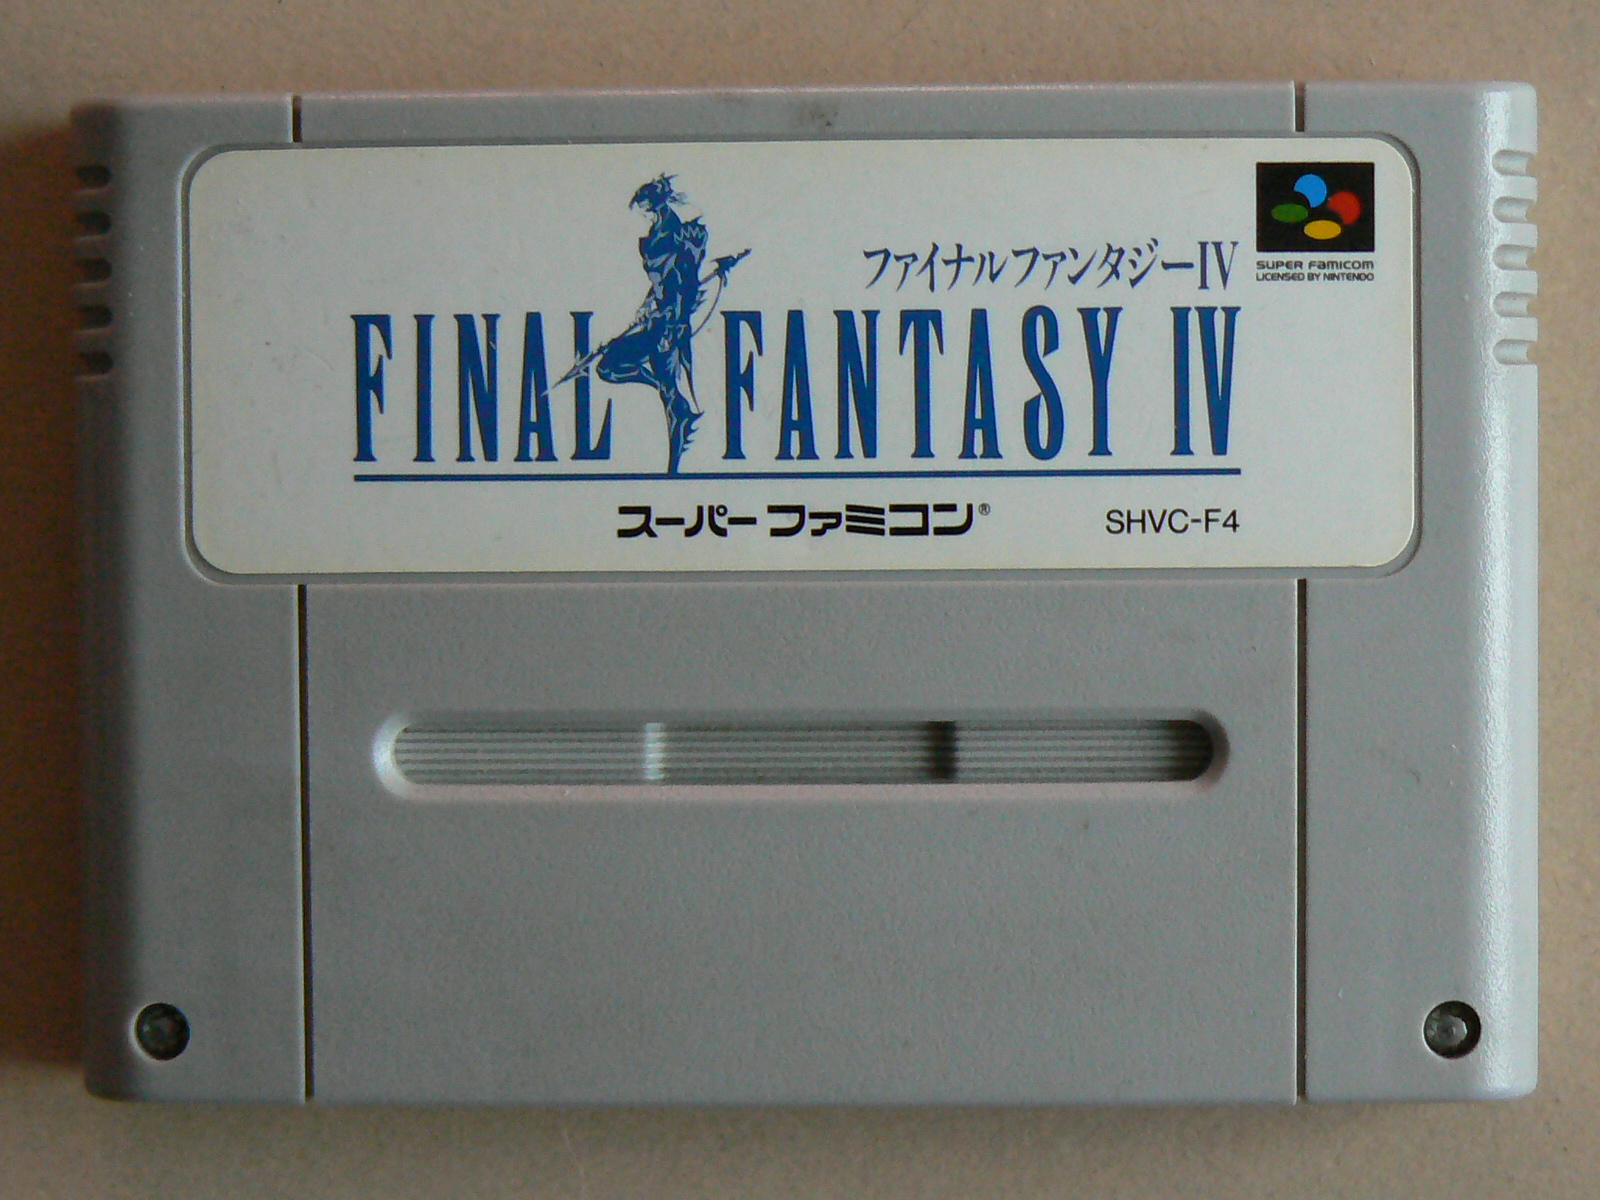 ファイナルファンタジーIV
SUPER FAMICOM
LICENSED BY NINTENDO
FINAL FANTASY IV
スーパーファミコン®
SHVC-F4